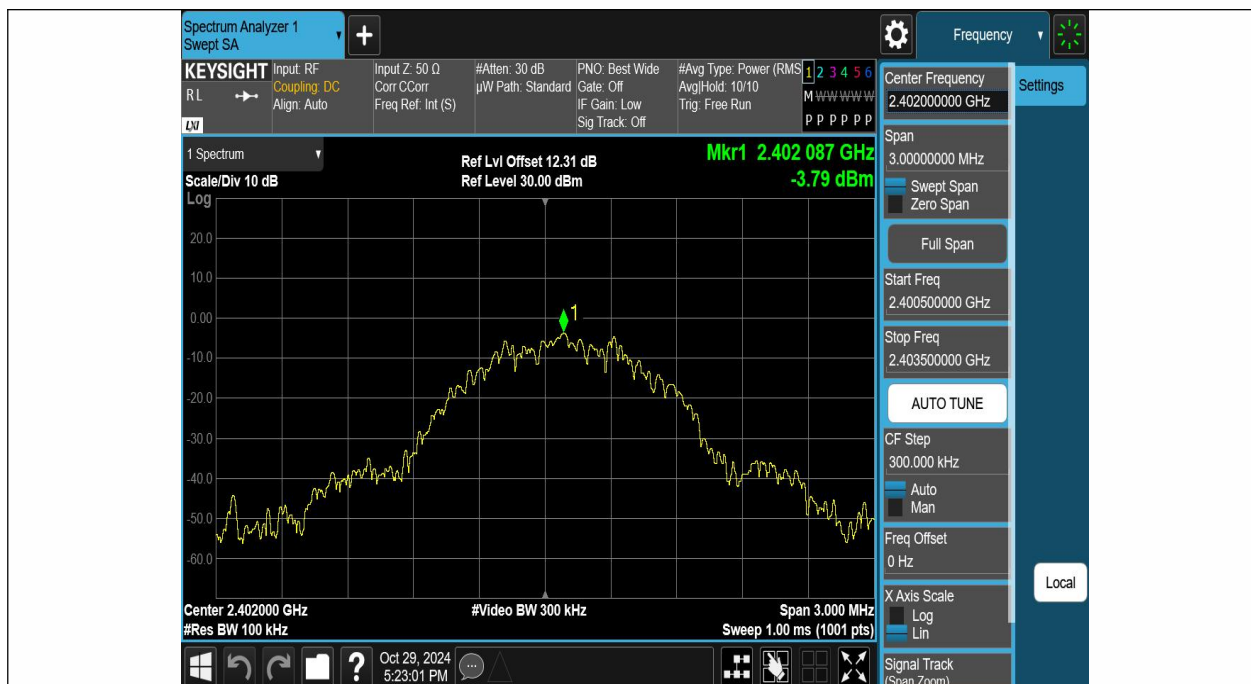 Spectrum Analyzer 1
Swept SA
+
Frequency
KEYSIGHT
RL
LXI
Input: RF
Coupling: DC
Align: Auto
Input Z: 50 Ω
Corr CCorr
Freq Ref: Int (S)
#Atten: 30 dB
µW Path: Standard
PNO: Best Wide
Gate: Off
IF Gain: Low
Sig Track: Off
#Avg Type: Power (RMS
Avg|Hold: 10/10
Trig: Free Run
1 2 3 4 5 6
M W W W W W
P P P P P P
1 Spectrum
Scale/Div 10 dB
Ref Lvl Offset 12.31 dB
Ref Level 30.00 dBm
Mkr1 2.402 087 GHz
-3.79 dBm
Log
20.0
10.0
0.00
-10.0
-20.0
-30.0
-40.0
-50.0
-60.0
1
Center 2.402000 GHz
#Res BW 100 kHz
#Video BW 300 kHz
Span 3.000 MHz
Sweep 1.00 ms (1001 pts)
Center Frequency
2.402000000 GHz
Span
3.00000000 MHz
Swept Span
Zero Span
Full Span
Start Freq
2.400500000 GHz
Stop Freq
2.403500000 GHz
AUTO TUNE
CF Step
300.000 kHz
Auto
Man
Freq Offset
0 Hz
X Axis Scale
Log
Lin
Signal Track
(Span Zoom)
Settings
Local
?
Oct 29, 2024
5:23:01 PM